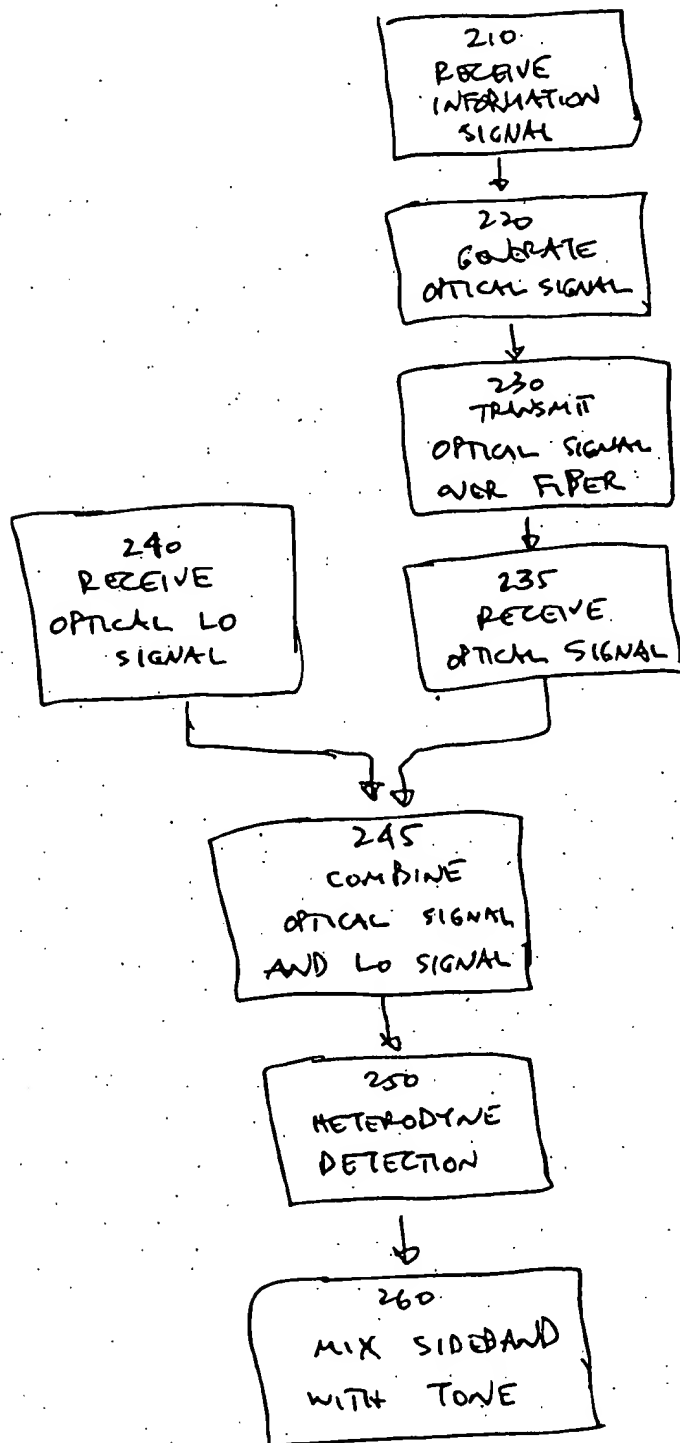 210
RECEIVE
INFORMATION
SIGNAL
220
GENERATE
OPTICAL SIGNAL
230
TRANSMIT
OPTICAL SIGNAL
OVER FIBER
240
RECEIVE
OPTICAL LO
SIGNAL
235
RECEIVE
OPTICAL SIGNAL
245
COMBINE
OPTICAL SIGNAL
AND LO SIGNAL
250
HETERODYNE
DETECTION
260
MIX SIDEBAND
WITH TONE